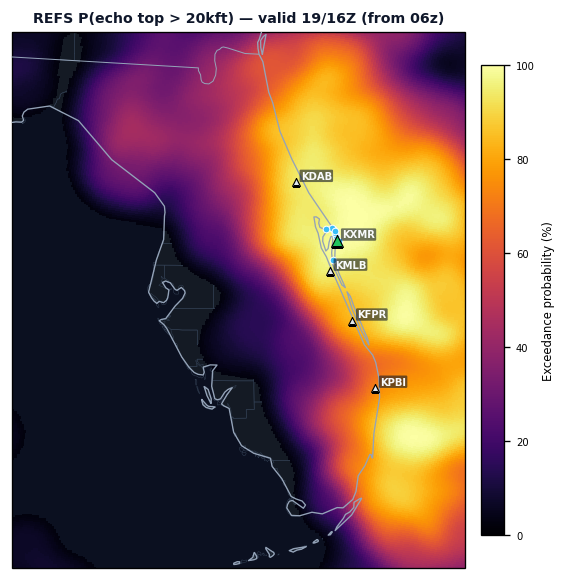 REFS P(echo top > 20kft) — valid 19/16Z (from 06z)
KDAB
KXMR
KMLB
KFPR
KPBI
100
80
60
40
20
0
Exceedance probability (%)